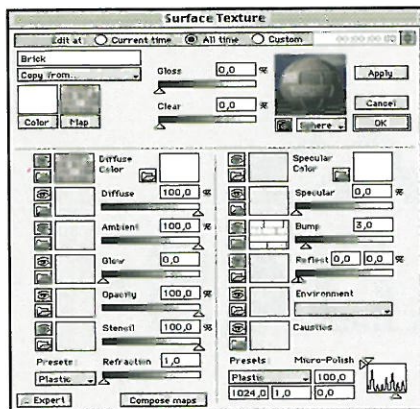 Surface Texture
Edit at: Current time All time Custom 00:00:00:00
Brick
Copy from...
Color Map
Gloss 0,0 %
Clear 0,0 %
Sphere
Apply
Cancel
OK
Diffuse Color
Diffuse 100,0 %
Ambient 100,0 %
Glow 0,0
Opacity 100,0 %
Stencil 100,0 %
Presets: Refraction 1,0
Plastic
Expert Compose maps
Specular Color
Specular 0,0 %
Bump 3,0
Reflect 0,0 0,0 %
Environment
Caustics
Presets: Micro-Polish
Plastic 100,0
1024,0 1,0 0,0